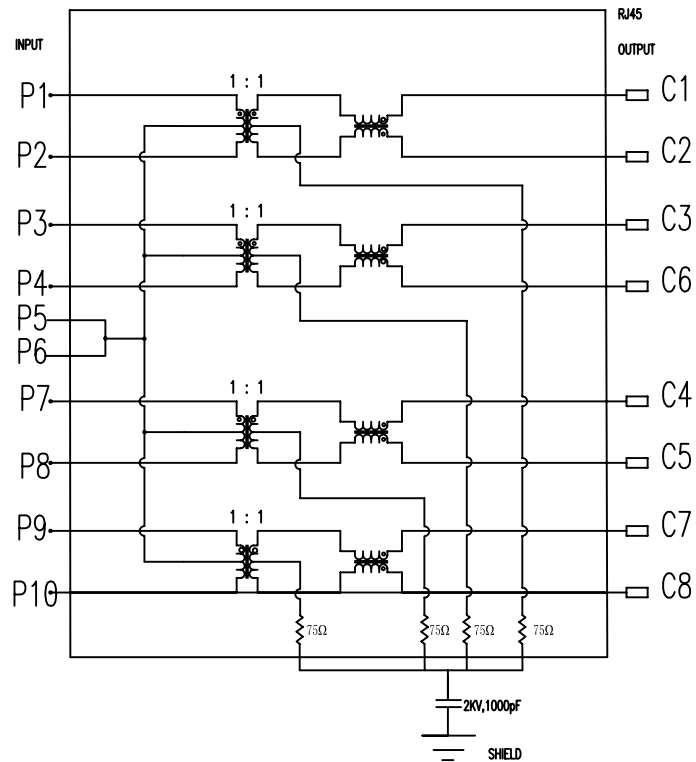 RJ45
INPUT
OUTPUT
1 : 1
P1
C1
P2
C2
1 : 1
P3
C3
P4
C6
P5
P6
1 : 1
P7
C4
P8
C5
1 : 1
P9
C7
P10
C8
75Ω 75Ω 75Ω 75Ω
2KV,1000pF
SHIELD